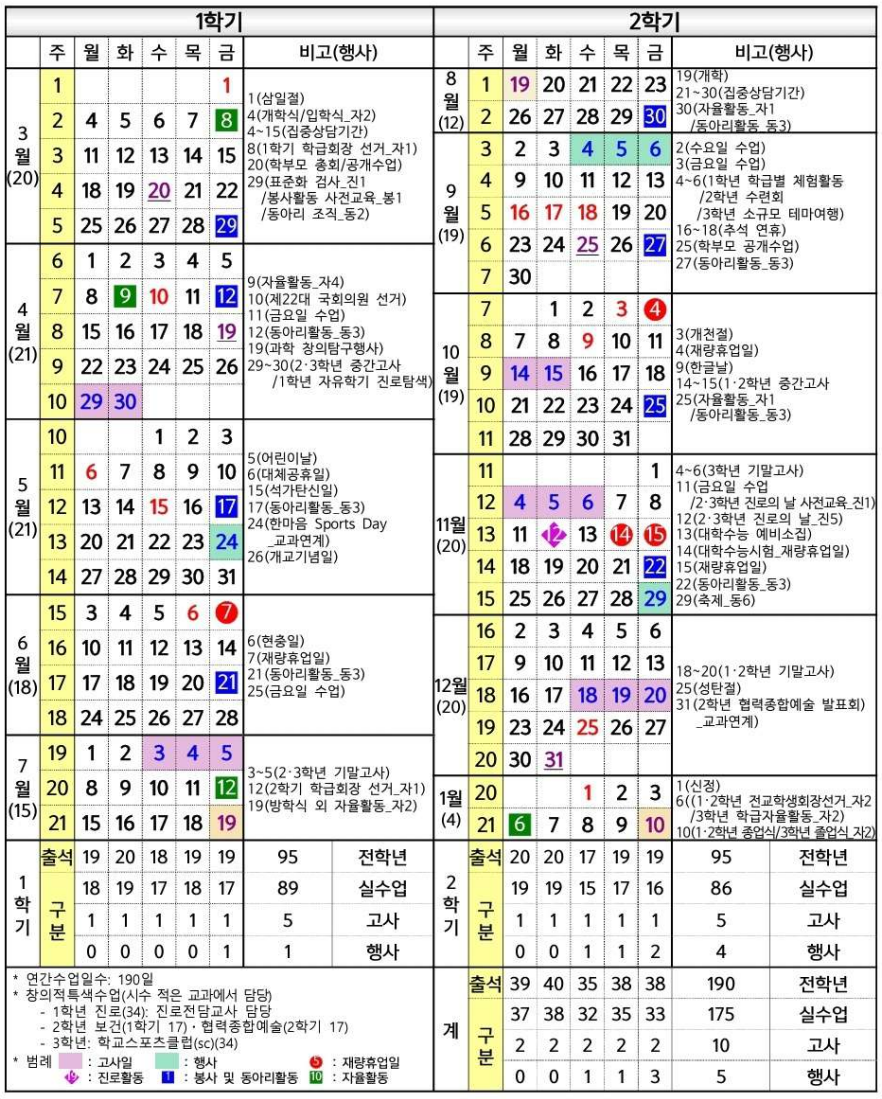 1학기
주 월 화 수 목 금 비고(행사)
3월(20)
1 1
2 4 5 6 7 8
3 11 12 13 14 15
4 18 19 20 21 22
5 25 26 27 28 29
1(삼일절)
4(개학식/입학식_자2)
4~15(집중상담기간)
8(1학기 학급회장 선거_자1)
20(학부모 총회/공개수업)
29(표준화 검사_진1
/봉사활동 사전교육_봉1
/동아리 조직_동2)
4월(21)
6 1 2 3 4 5
7 8 9 10 11 12
8 15 16 17 18 19
9 22 23 24 25 26
10 29 30
9(자율활동_자4)
10(제22대 국회의원 선거)
11(금요일 수업)
12(동아리활동_동3)
19(과학 창의탐구행사)
29~30(2·3학년 중간고사
/1학년 자유학기 진로탐색)
5월(21)
10 1 2 3
11 6 7 8 9 10
12 13 14 15 16 17
13 20 21 22 23 24
14 27 28 29 30 31
5(어린이날)
6(대체공휴일)
15(석가탄신일)
17(동아리활동_동3)
24(한마음 Sports Day
_교과연계)
26(개교기념일)
6월(18)
15 3 4 5 6 7
16 10 11 12 13 14
17 17 18 19 20 21
18 24 25 26 27 28
6(현충일)
7(재량휴업일)
21(동아리활동_동3)
25(금요일 수업)
7월(15)
19 1 2 3 4 5
20 8 9 10 11 12
21 15 16 17 18 19
3~5(2·3학년 기말고사)
12(2학기 학급회장 선거_자1)
19(방학식 외 자율활동_자2)
1학기
출석 19 20 18 19 19 95 전학년
구분 18 19 17 18 17 89 실수업
1 1 1 1 1 5 고사
0 0 0 0 1 1 행사
* 연간수업일수: 190일
* 창의적특색수업(시수 적은 교과에서 담당)
- 1학년 진로(34): 진로전담교사 담당
- 2학년 보건(1학기 17)·협력종합예술(2학기 17)
- 3학년: 학교스포츠클럽(sc)(34)
* 범례 : 고사일 : 행사 5 : 재량휴업일
12 : 진로활동 1 : 봉사 및 동아리활동 10 : 자율활동
2학기
주 월 화 수 목 금 비고(행사)
8월(12)
1 19 20 21 22 23
2 26 27 28 29 30
19(개학)
21~30(집중상담기간)
30(자율활동_자1
/동아리활동_동3)
9월(19)
3 2 3 4 5 6
4 9 10 11 12 13
5 16 17 18 19 20
6 23 24 25 26 27
7 30
2(수요일 수업)
3(금요일 수업)
4~6(1학년 학급별 체험활동
/2학년 수련회
/3학년 소규모 테마여행)
16~18(추석 연휴)
25(학부모 공개수업)
27(동아리활동_동3)
10월(19)
7 1 2 3 4
8 7 8 9 10 11
9 14 15 16 17 18
10 21 22 23 24 25
11 28 29 30 31
3(개천절)
4(재량휴업일)
9(한글날)
14~15(1·2학년 중간고사
25(자율활동_자1
/동아리활동_동3)
11월(20)
11 1
12 4 5 6 7 8
13 11 12 13 14 15
14 18 19 20 21 22
15 25 26 27 28 29
4~6(3학년 기말고사)
11(금요일 수업
/2·3학년 진로의 날 사전교육_진1)
12(2·3학년 진로의 날_진5)
13(대학수능 예비소집)
14(대학수능시험_재량휴업일)
15(재량휴업일)
22(동아리활동_동3)
29(축제_동6)
12월(20)
16 2 3 4 5 6
17 9 10 11 12 13
18 16 17 18 19 20
19 23 24 25 26 27
20 30 31
18~20(1·2학년 기말고사)
25(성탄절)
31(2학년 협력종합예술 발표회)
_교과연계)
1월(4)
20 1 2 3
21 6 7 8 9 10
1(신정)
6((1·2학년 전교학생회장선거_자2
/3학년 학급자율활동_자2)
10(1·2학년 종업식/3학년 졸업식_자2)
2학기
출석 20 20 17 19 19 95 전학년
구분 19 19 15 17 16 86 실수업
1 1 1 1 1 5 고사
0 0 1 1 2 4 행사
계
출석 39 40 35 38 38 190 전학년
구분 37 38 32 35 33 175 실수업
2 2 2 2 2 10 고사
0 0 1 1 3 5 행사